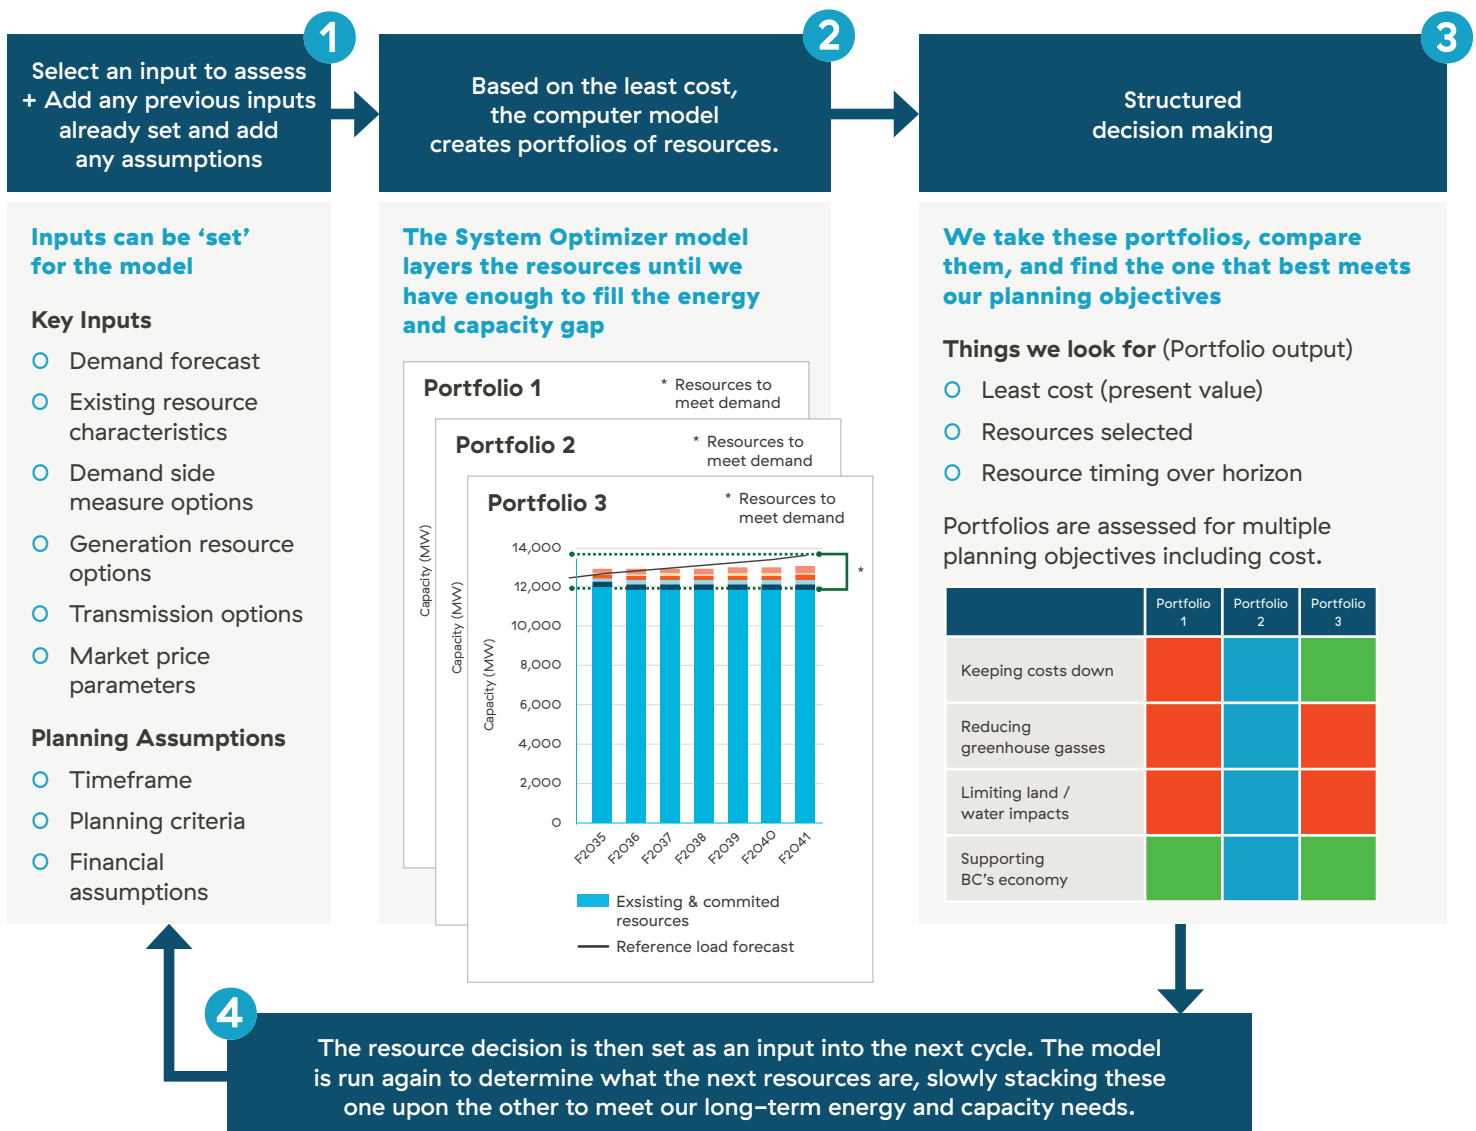 1
Select an input to assess
+ Add any previous inputs
already set and add
any assumptions
2
Based on the least cost,
the computer model
creates portfolios of resources.
3
Structured
decision making
Inputs can be ‘set’
for the model
Key Inputs
Demand forecast
Existing resource
characteristics
Demand side
measure options
Generation resource
options
Transmission options
Market price
parameters
Planning Assumptions
Timeframe
Planning criteria
Financial
assumptions
The System Optimizer model
layers the resources until we
have enough to fill the energy
and capacity gap
Portfolio 1
* Resources to
meet demand
Capacity (MW)
Portfolio 2
* Resources to
meet demand
Capacity (MW)
Portfolio 3
* Resources to
meet demand
Capacity (MW)
14,000
12,000
10,000
8,000
6,000
4,000
2,000
0
*
F2035
F2036
F2037
F2038
F2039
F2040
F2041
Exsisting & commited
resources
Reference load forecast
We take these portfolios, compare
them, and find the one that best meets
our planning objectives
Things we look for (Portfolio output)
Least cost (present value)
Resources selected
Resource timing over horizon
Portfolios are assessed for multiple
planning objectives including cost.
Portfolio
1
Portfolio
2
Portfolio
3
Keeping costs down
Reducing
greenhouse gasses
Limiting land /
water impacts
Supporting
BC's economy
4
The resource decision is then set as an input into the next cycle. The model
is run again to determine what the next resources are, slowly stacking these
one upon the other to meet our long-term energy and capacity needs.